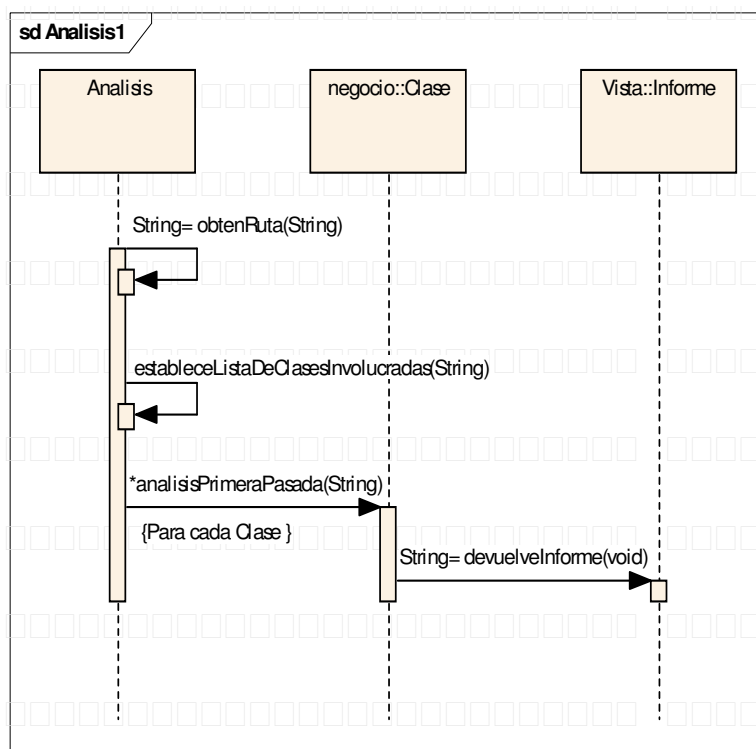 sd Analisis1
Analisis
negocio::Clase
Vista::Informe
String= obtenRuta(String)
estableceListaDeClasesInvolucradas(String)
*analisisPrimeraPasada(String)
{Para cada Clase }
String= devuelveInforme(void)